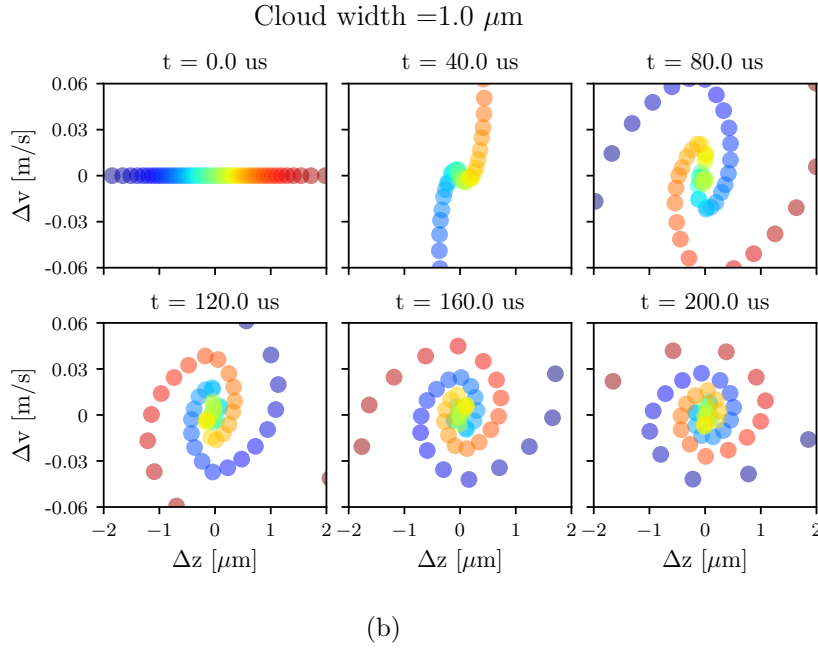 Cloud width =1.0 μm
t = 0.0 us t = 40.0 us t = 80.0 us
0.06
0.03
0
-0.03
-0.06
Δv [m/s]
−2 −1 0 1 2 −2 −1 0 1 2 −2 −1 0 1 2
t = 120.0 us t = 160.0 us t = 200.0 us
0.06
0.03
0
-0.03
-0.06
Δv [m/s]
Δz [μm] Δz [μm] Δz [μm]
(b)